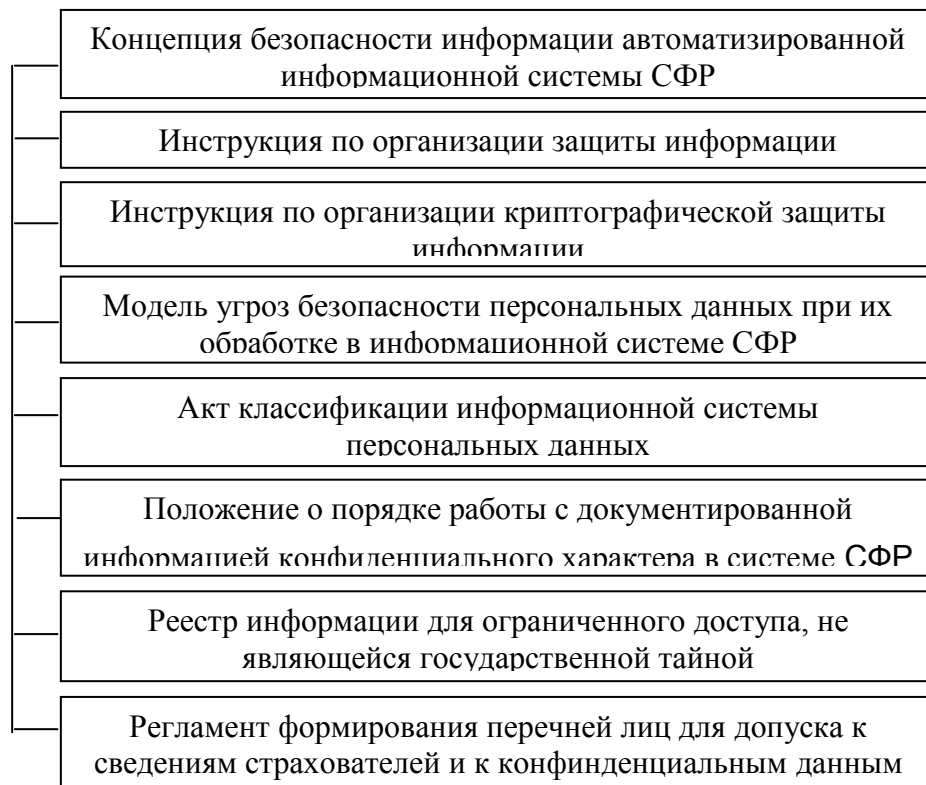 Концепция безопасности информации автоматизированной
информационной системы СФР
Инструкция по организации защиты информации
Инструкция по организации криптографической защиты
информации
Модель угроз безопасности персональных данных при их
обработке в информационной системе СФР
Акт классификации информационной системы
персональных данных
Положение о порядке работы с документированной
информацией конфиденциального характера в системе СФР
Реестр информации для ограниченного доступа, не
являющейся государственной тайной
Регламент формирования перечней лиц для допуска к
сведениям страхователей и к конфинденциальным данным